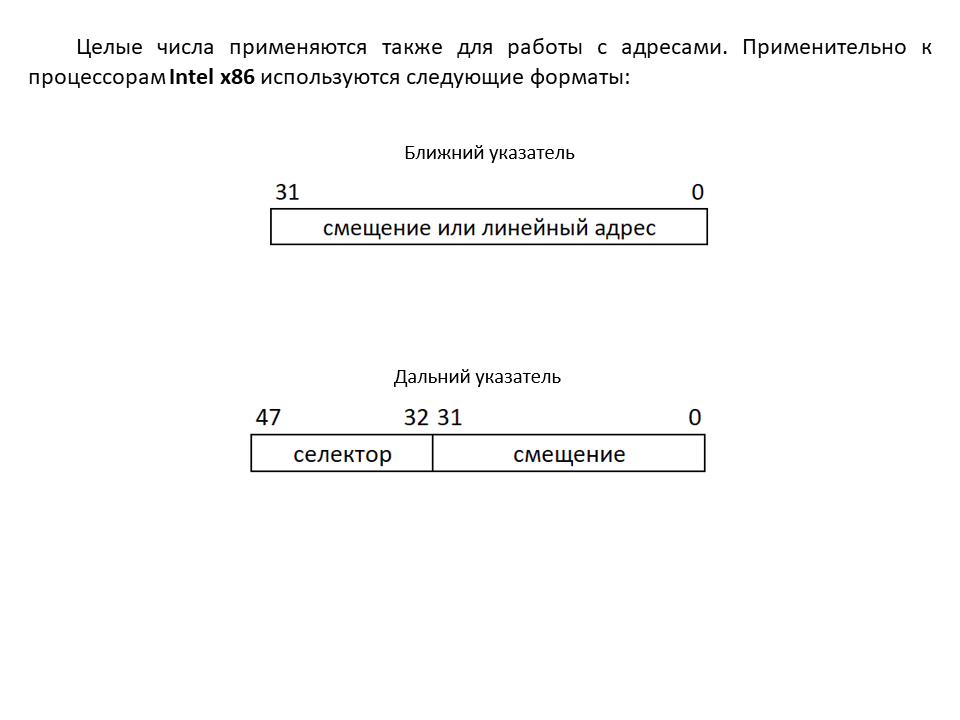 Целые числа применяются также для работы с адресами. Применительно к
процессорам Intel x86 используются следующие форматы:
Ближний указатель
31 0
смещение или линейный адрес
Дальний указатель
47 32 31 0
селектор смещение